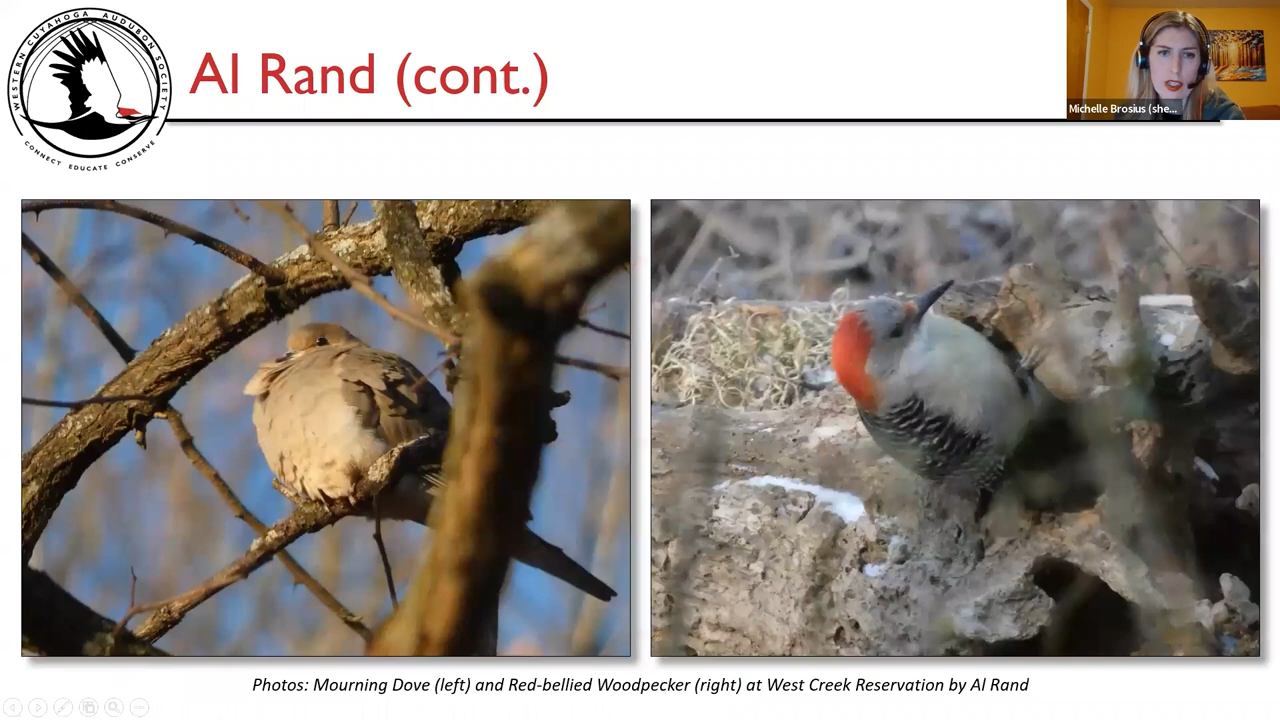 WESTERN CUYAHOGA AUDUBON SOCIETY
CONNECT EDUCATE CONSERVE
Al Rand (cont.)
Michelle Brosius (she...
Photos: Mourning Dove (left) and Red-bellied Woodpecker (right) at West Creek Reservation by Al Rand